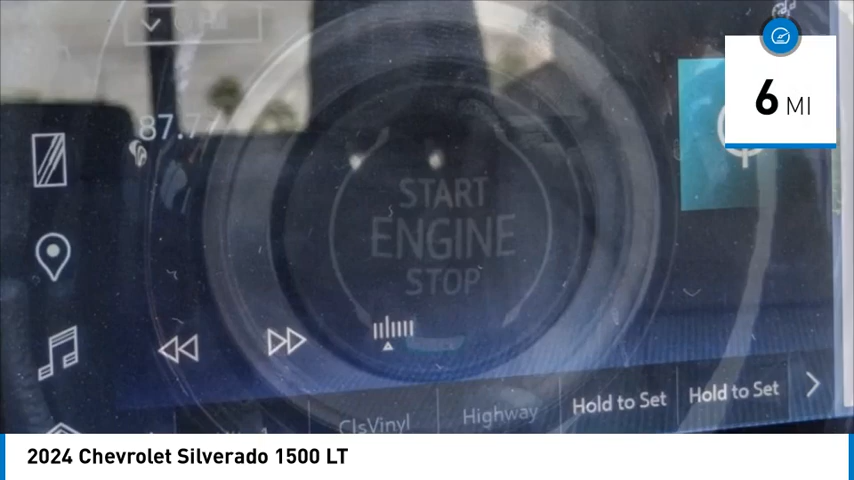 6 MI
87.7
START
ENGINE
STOP
ClsVinyl Highway Hold to Set Hold to Set
2024 Chevrolet Silverado 1500 LT